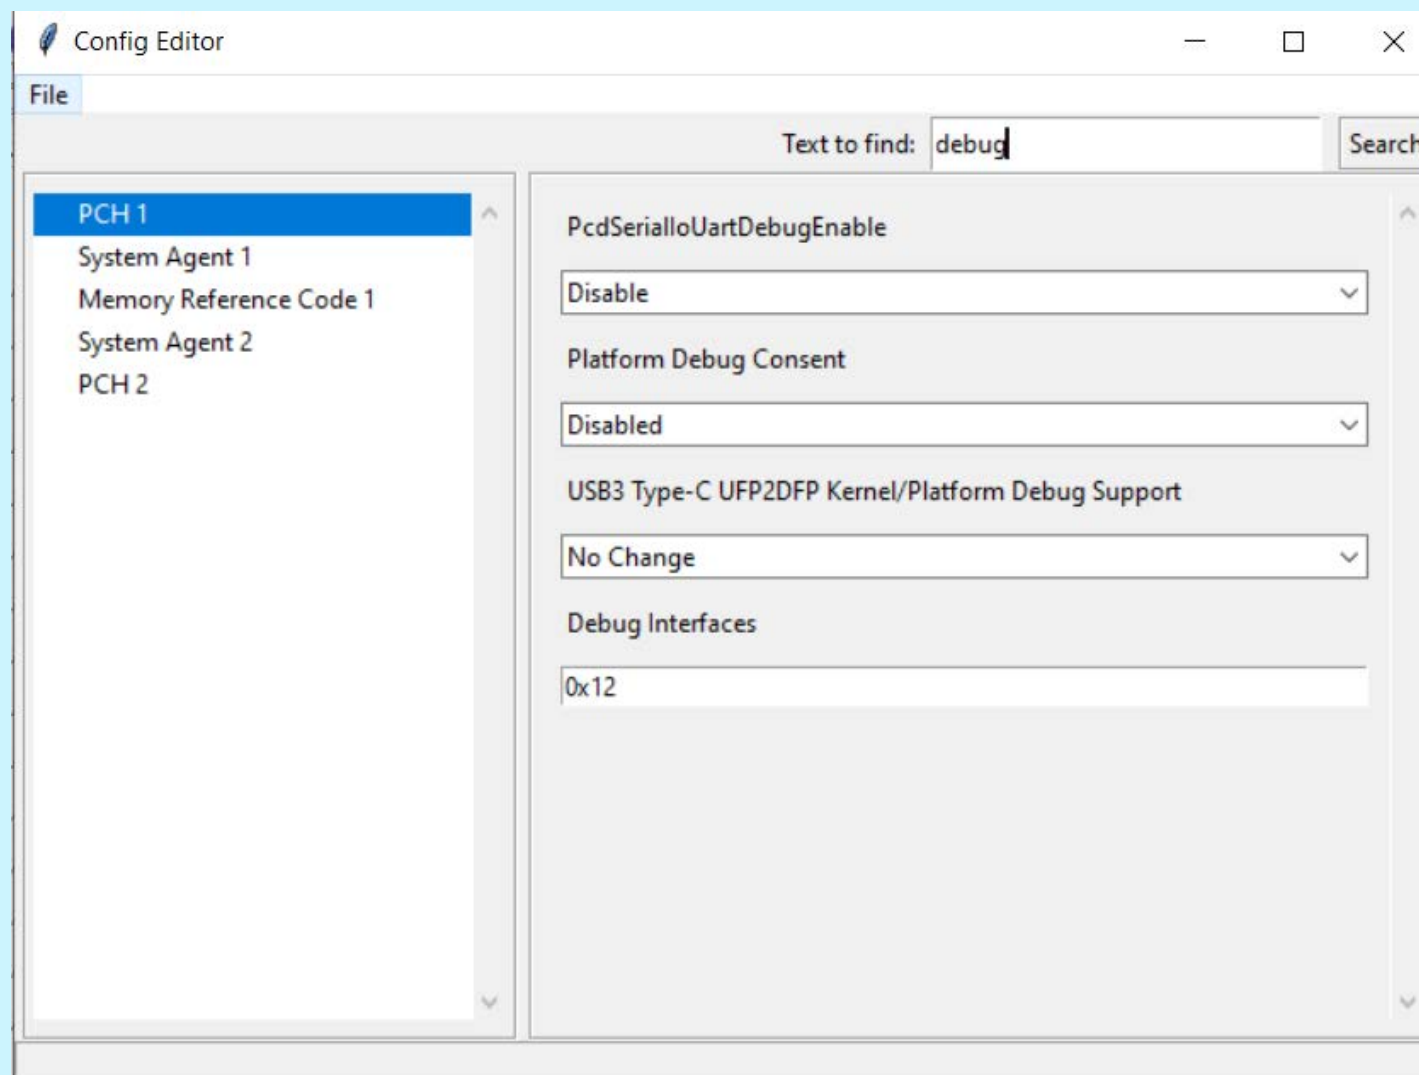 Config Editor
File
Text to find: debug Search
PCH 1
System Agent 1
Memory Reference Code 1
System Agent 2
PCH 2
PcdSerialIoUartDebugEnable
Disable
Platform Debug Consent
Disabled
USB3 Type-C UFP2DFP Kernel/Platform Debug Support
No Change
Debug Interfaces
0x12